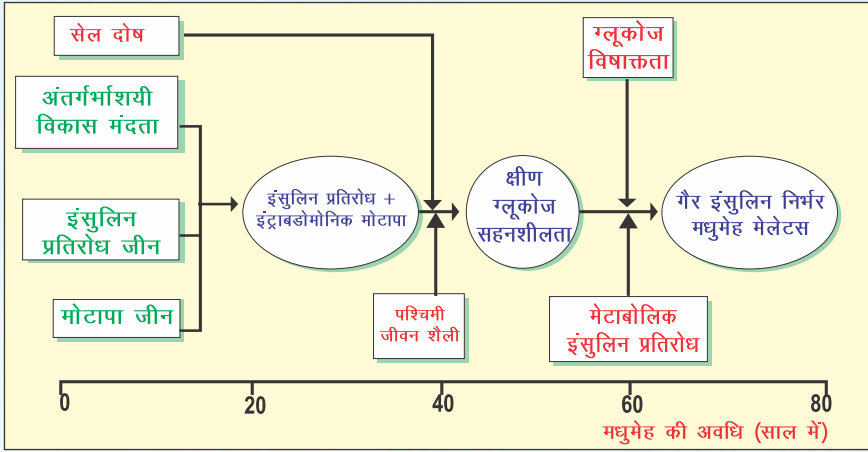 सेल दोष
ग्लूकोज
विषाक्तता
अंतर्गर्भाशयी
विकास मंदता
इंसुलिन प्रतिरोध +
इंट्राबडोमोनिक मोटापा
क्षीण
ग्लूकोज
सहनशीलता
गैर इंसुलिन निर्भर
मधुमेह मेलेटस
इंसुलिन
प्रतिरोध जीन
मोटापा जीन
पश्चिमी
जीवन शैली
मेटाबोलिक
इंसुलिन प्रतिरोध
0 20 40 60 80
मधुमेह की अवधि (साल में)